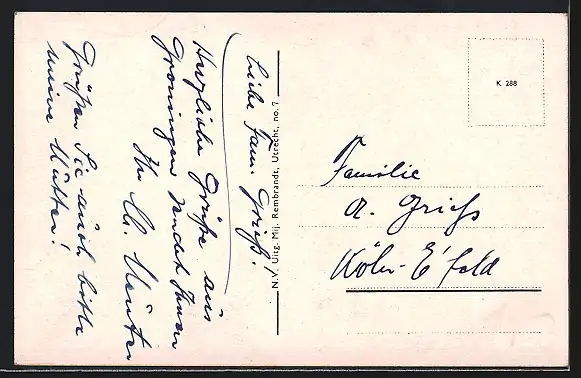 Liebe Fam. Grieß!
Herzliche Grüße aus
Groningen sendet Ihnen
Ihr
Grüßen Sie auch bitte
meine Mutter!
N.V. Uitg. Mij. Rembrandt, Utrecht, no. 7
K 288
Familie
A. Grieß
Köln-E'feld